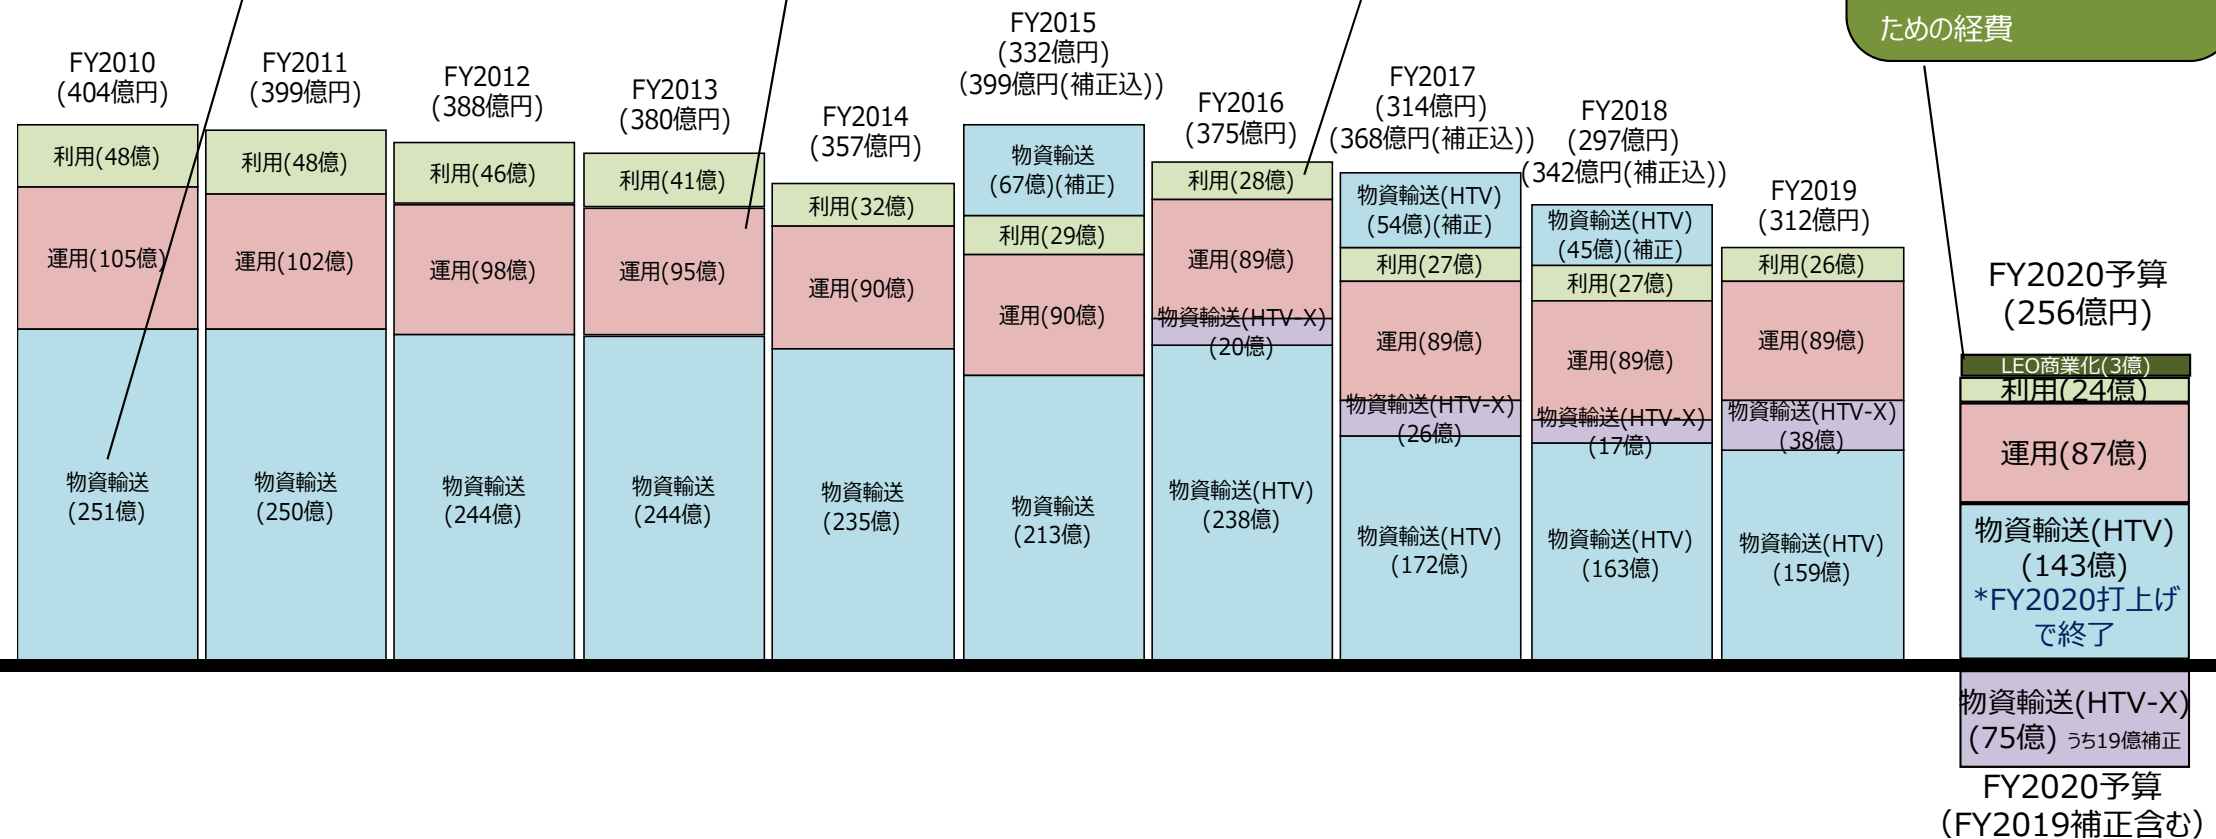 ための経費
FY2010
(404億円)
利用(48億)
運用(105億)
物資輸送
(251億)
FY2011
(399億円)
利用(48億)
運用(102億)
物資輸送
(250億)
FY2012
(388億円)
利用(46億)
運用(98億)
物資輸送
(244億)
FY2013
(380億円)
利用(41億)
運用(95億)
物資輸送
(244億)
FY2014
(357億円)
利用(32億)
運用(90億)
物資輸送
(235億)
FY2015
(332億円)
(399億円(補正込))
物資輸送
(67億)(補正)
利用(29億)
運用(90億)
物資輸送
(213億)
FY2016
(375億円)
利用(28億)
運用(89億)
物資輸送(HTV-X)
(20億)
物資輸送(HTV)
(238億)
FY2017
(314億円)
(368億円(補正込))
物資輸送(HTV)
(54億)(補正)
利用(27億)
運用(89億)
物資輸送(HTV-X)
(26億)
物資輸送(HTV)
(172億)
FY2018
(297億円)
(342億円(補正込))
物資輸送(HTV)
(45億)(補正)
利用(27億)
運用(89億)
物資輸送(HTV-X)
(17億)
物資輸送(HTV)
(163億)
FY2019
(312億円)
利用(26億)
運用(89億)
物資輸送(HTV-X)
(38億)
物資輸送(HTV)
(159億)
FY2020予算
(256億円)
LEO商業化(3億)
利用(24億)
運用(87億)
物資輸送(HTV)
(143億)
*FY2020打上げ
で終了
物資輸送(HTV-X)
(75億) うち19億補正
FY2020予算
(FY2019補正含む)